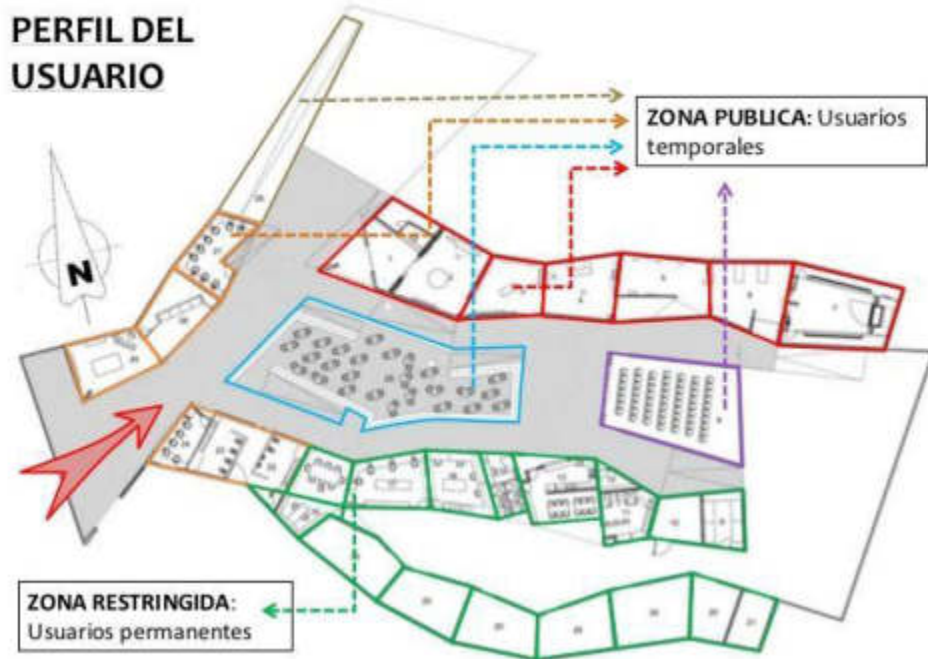 PERFIL DEL
USUARIO
ZONA PUBLICA: Usuarios
temporales
N
ZONA RESTRINGIDA:
Usuarios permanentes